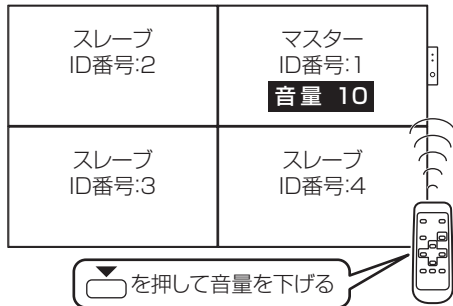 スレーブ
ID番号:2
マスター
ID番号:1
音量 10
スレーブ
ID番号:3
スレーブ
ID番号:4
▼を押して音量を下げる